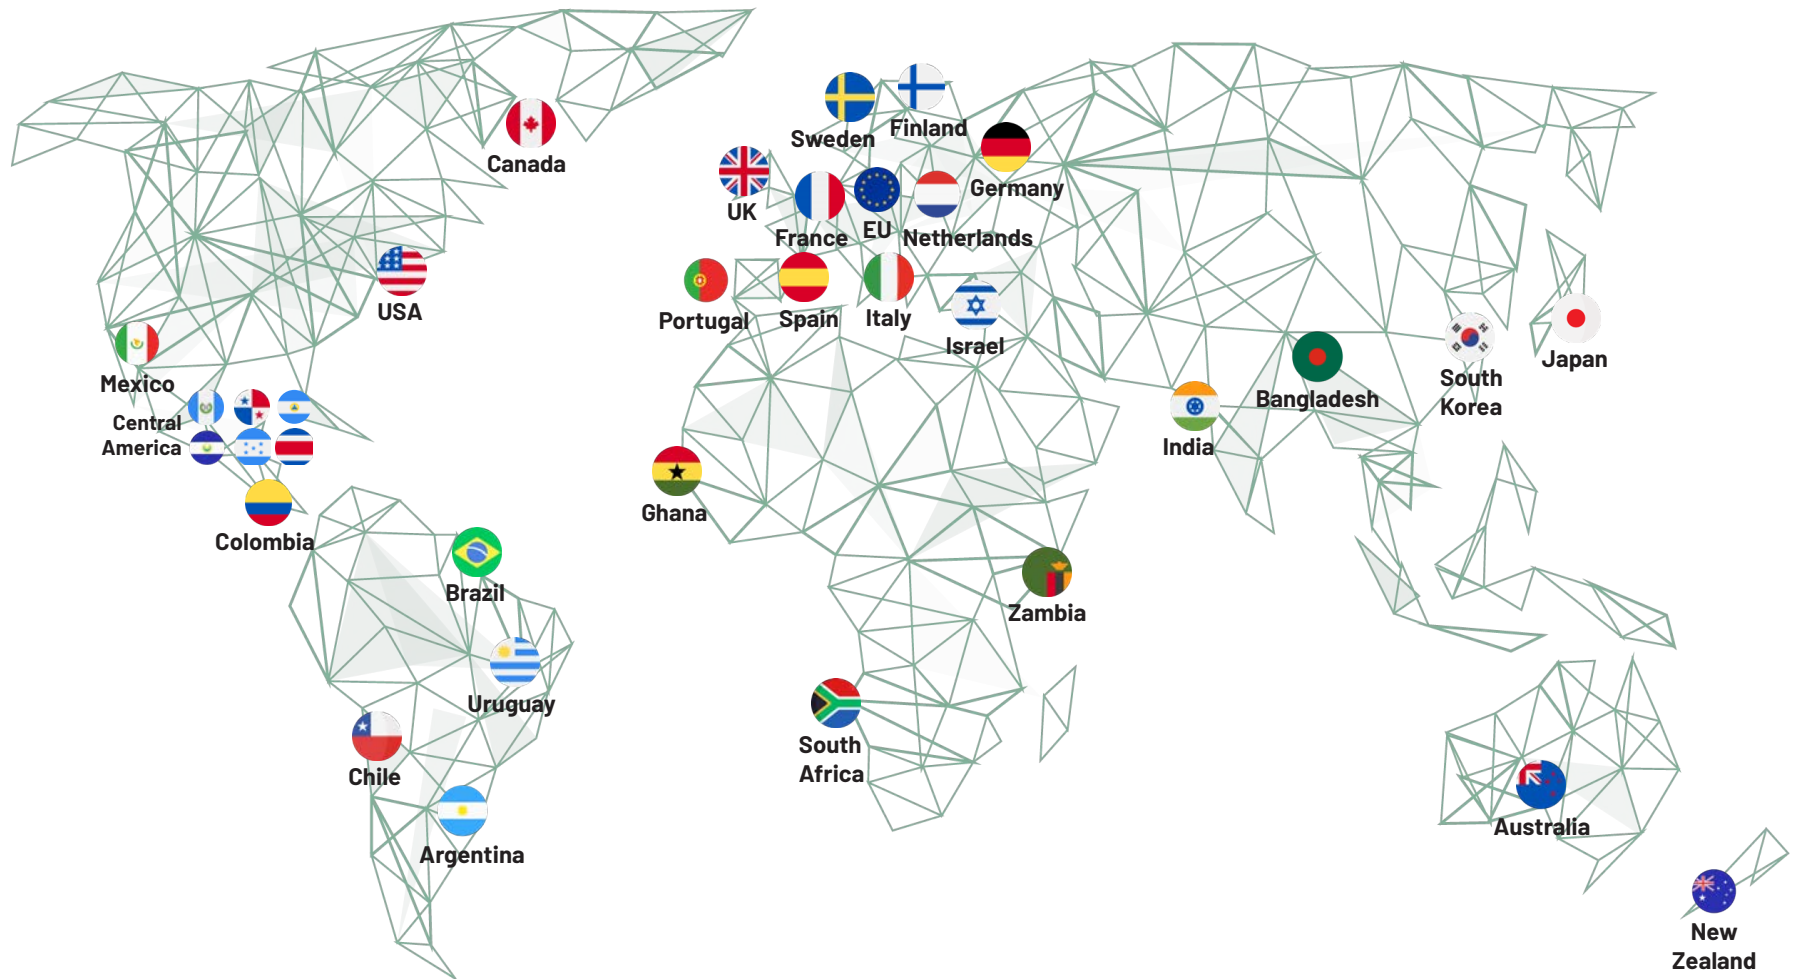 Canada
Sweden
Finland
Germany
UK
France
EU
Netherlands
USA
Portugal
Spain
Italy
Israel
Mexico
Central
America
Colombia
Brazil
Uruguay
Chile
Argentina
Ghana
Zambia
South
Africa
India
Bangladesh
South
Korea
Japan
Australia
New
Zealand